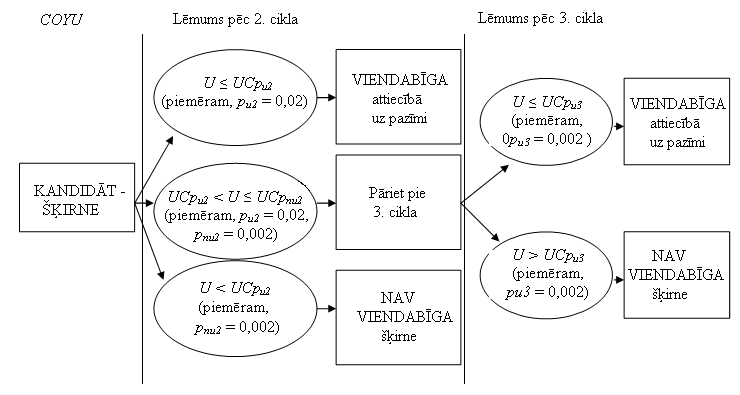 COYU
Lēmums pēc 2. cikla
Lēmums pēc 3. cikla
KANDIDĀT -
ŠĶIRNE
U ≤ UCpu2
(piemēram, pu2 = 0,02)
VIENDABĪGA
attiecībā
uz pazīmi
UCpu2 < U ≤ UCpnu2
(piemēram, pu2 = 0,02,
pnu2 = 0,002)
Pāriet pie
3. cikla
U < UCpu2
(piemēram,
pnu2 = 0,002)
NAV
VIENDABĪGA
šķirne
U ≤ UCpu3
(piemēram,
0pu3 = 0,002 )
VIENDABĪGA
attiecībā
uz pazīmi
U > UCpu3
(piemēram,
pu3 = 0,002)
NAV
VIENDABĪGA
šķirne